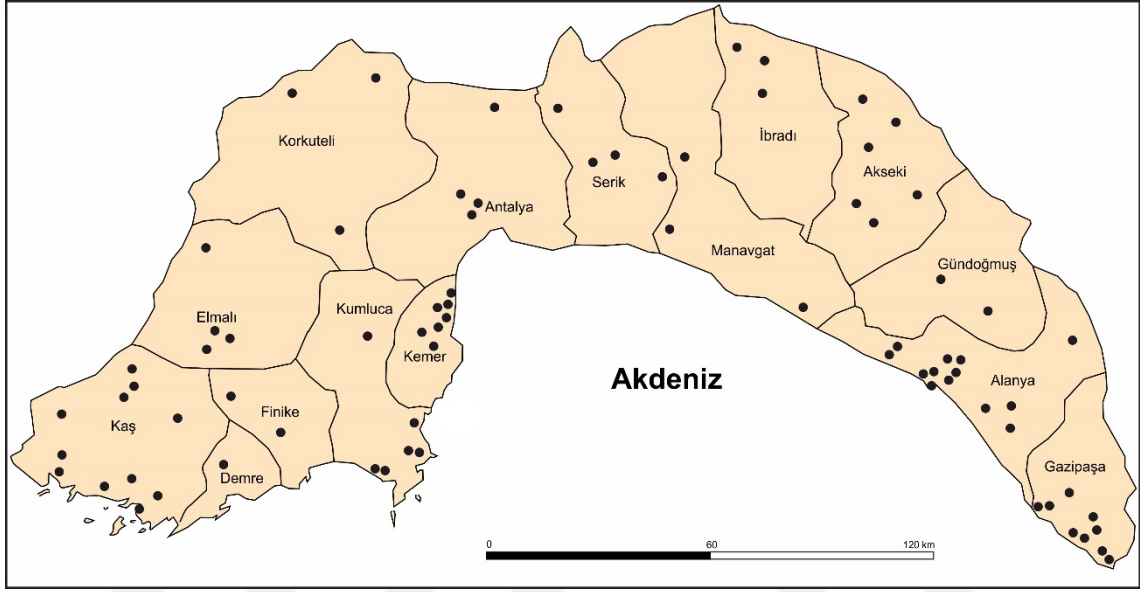 Korkuteli
İbradı
Akseki
Serik
Antalya
Manavgat
Gündoğmuş
Elmalı
Kumluca
Kemer
Akdeniz
Alanya
Kaş
Finike
Gazipaşa
Demre
0 60 120 km